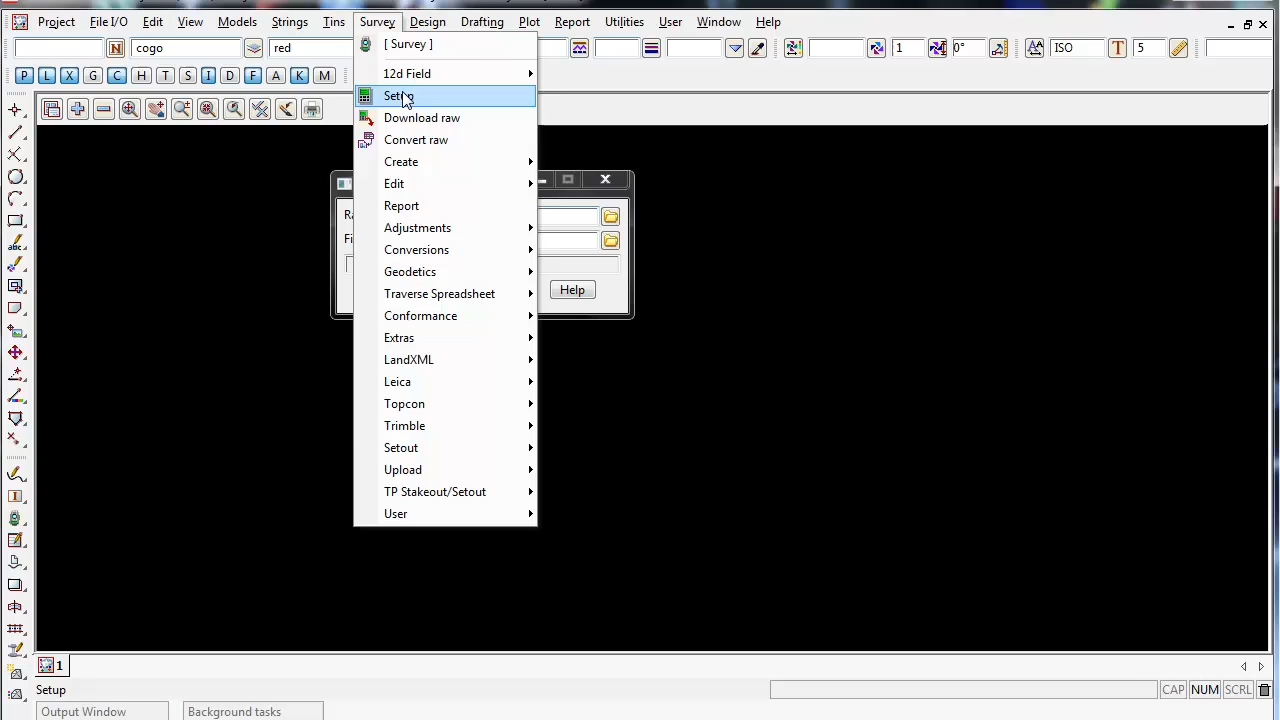 Project File I/O Edit View Models Strings Tins Survey Design Drafting Plot Report Utilities User Window Help
N cogo red 1 0° ISO T 5
P L X G C H T S I D F A K M
[ Survey ]
12d Field
Setup
Download raw
Convert raw
Create
Edit
Ra
Report
Fi
Adjustments
Conversions
Geodetics
Help
Traverse Spreadsheet
Conformance
Extras
LandXML
Leica
Topcon
Trimble
Setout
Upload
TP Stakeout/Setout
User
1
Setup CAP NUM SCRL
Output Window Background tasks